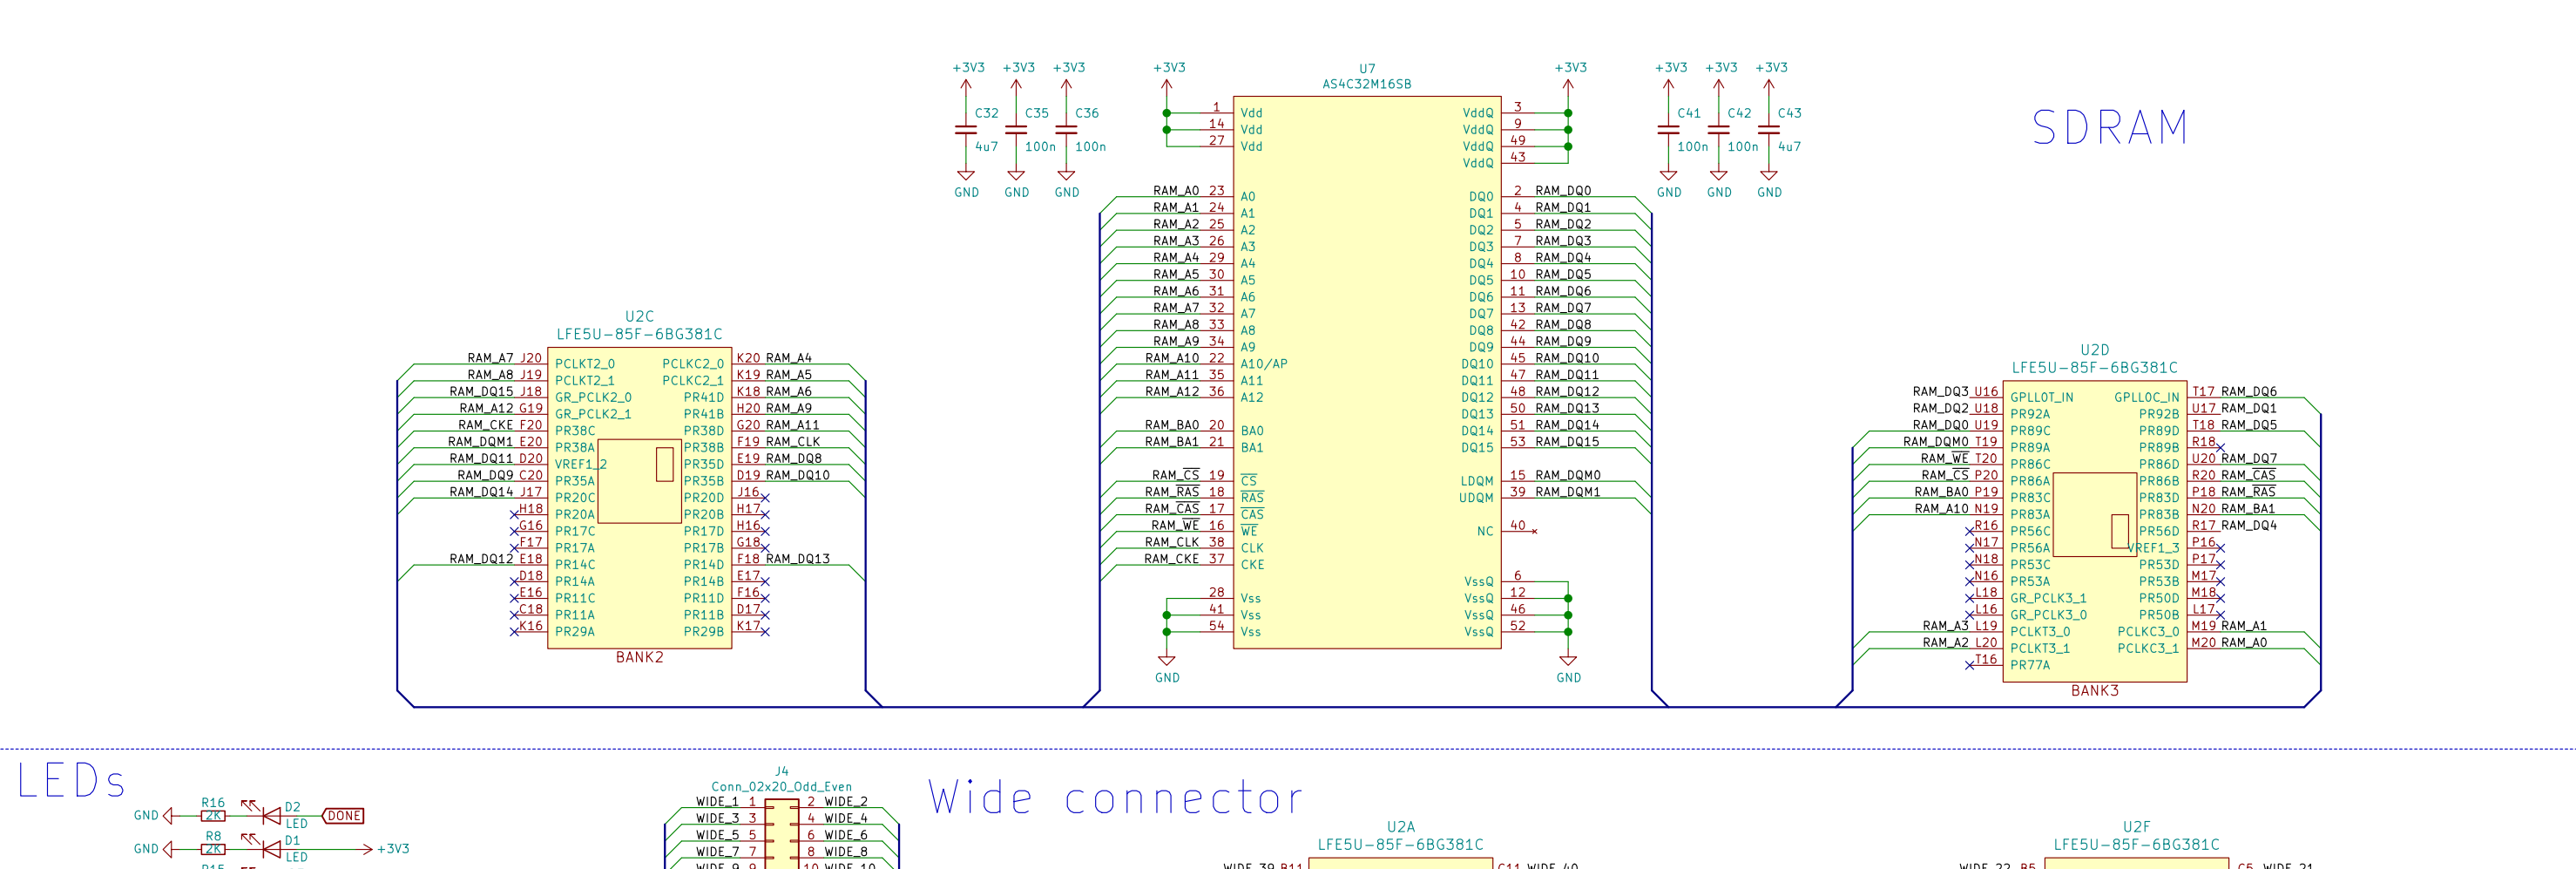 SDRAM
+3V3 +3V3 +3V3
C32 C35 C36
4u7 100n 100n
GND GND GND
+3V3 +3V3
U7
AS4C32M16SB
+3V3 +3V3 +3V3
C41 C42 C43
100n 100n 4u7
GND GND GND
1 Vdd VddQ 3
14 Vdd VddQ 9
27 Vdd VddQ 49
VddQ 43
RAM_A0 23 A0 DQ0 2 RAM_DQ0
RAM_A1 24 A1 DQ1 4 RAM_DQ1
RAM_A2 25 A2 DQ2 5 RAM_DQ2
RAM_A3 26 A3 DQ3 7 RAM_DQ3
RAM_A4 29 A4 DQ4 8 RAM_DQ4
RAM_A5 30 A5 DQ5 10 RAM_DQ5
RAM_A6 31 A6 DQ6 11 RAM_DQ6
RAM_A7 32 A7 DQ7 13 RAM_DQ7
RAM_A8 33 A8 DQ8 42 RAM_DQ8
RAM_A9 34 A9 DQ9 44 RAM_DQ9
RAM_A10 22 A10/AP DQ10 45 RAM_DQ10
RAM_A11 35 A11 DQ11 47 RAM_DQ11
RAM_A12 36 A12 DQ12 48 RAM_DQ12
DQ13 50 RAM_DQ13
RAM_BA0 20 BA0 DQ14 51 RAM_DQ14
RAM_BA1 21 BA1 DQ15 53 RAM_DQ15
RAM_CS 19 CS LDQM 15 RAM_DQM0
RAM_RAS 18 RAS UDQM 39 RAM_DQM1
RAM_CAS 17 CAS
RAM_WE 16 WE NC 40
RAM_CLK 38 CLK
RAM_CKE 37 CKE
VssQ 6
28 Vss VssQ 12
41 Vss VssQ 46
54 Vss VssQ 52
GND GND
U2C
LFE5U-85F-6BG381C
RAM_A7 J20 PCLKT2_0 PCLKC2_0 K20 RAM_A4
RAM_A8 J19 PCLKT2_1 PCLKC2_1 K19 RAM_A5
RAM_DQ15 J18 GR_PCLK2_0 PR41D K18 RAM_A6
RAM_A12 G19 GR_PCLK2_1 PR41B H20 RAM_A9
RAM_CKE F20 PR38C PR38D G20 RAM_A11
RAM_DQM1 E20 PR38A PR38B F19 RAM_CLK
RAM_DQ11 D20 VREF1_2 PR35D E19 RAM_DQ8
RAM_DQ9 C20 PR35A PR35B D19 RAM_DQ10
RAM_DQ14 J17 PR20C PR20D J16
H18 PR20A PR20B H17
G16 PR17C PR17D H16
F17 PR17A PR17B G18
RAM_DQ12 E18 PR14C PR14D F18 RAM_DQ13
D18 PR14A PR14B E17
E16 PR11C PR11D F16
C18 PR11A PR11B D17
K16 PR29A PR29B K17
BANK2
U2D
LFE5U-85F-6BG381C
RAM_DQ3 U16 GPLL0T_IN GPLL0C_IN T17 RAM_DQ6
RAM_DQ2 U18 PR92A PR92B U17 RAM_DQ1
RAM_DQ0 U19 PR89C PR89D T18 RAM_DQ5
RAM_DQM0 T19 PR89A PR89B R18
RAM_WE T20 PR86C PR86D U20 RAM_DQ7
RAM_CS P20 PR86A PR86B R20 RAM_CAS
RAM_BA0 P19 PR83C PR83D P18 RAM_RAS
RAM_A10 N19 PR83A PR83B N20 RAM_BA1
R16 PR56C PR56D R17 RAM_DQ4
N17 PR56A VREF1_3 P16
N18 PR53C PR53D P17
N16 PR53A PR53B M17
L18 GR_PCLK3_1 PR50D M18
L16 GR_PCLK3_0 PR50B L17
RAM_A3 L19 PCLKT3_0 PCLKC3_0 M19 RAM_A1
RAM_A2 L20 PCLKT3_1 PCLKC3_1 M20 RAM_A0
T16 PR77A
BANK3
LEDs
GND R16 2K D2 LED DONE
GND R8 2K D1 LED +3V3
J4
Conn_02x20_Odd_Even
WIDE_1 1 2 WIDE_2
WIDE_3 3 4 WIDE_4
WIDE_5 5 6 WIDE_6
WIDE_7 7 8 WIDE_8
WIDE_9 9 10 WIDE_10
Wide connector
U2A
LFE5U-85F-6BG381C
WIDE_39 B11 C11 WIDE_40
U2F
LFE5U-85F-6BG381C
WIDE_22 B5 C5 WIDE_21